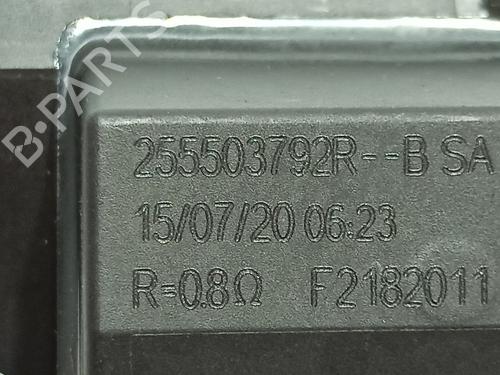 B-PARTS
255503792R--B SA
15/07/20 06:23
R=0.8Ω F2182011